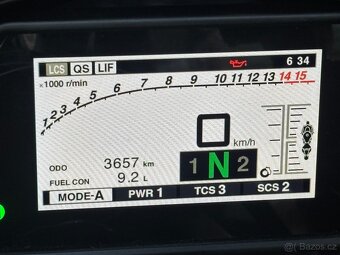 LCS QS LIF 6 34
×1000 r/min
1 2 3 4 5 6 7 8 9 10 11 12 13 14 15
0 km/h
ODO 3657 km
1 N 2
FUEL CON 9.2 L
MODE-A PWR 1 TCS 3 SCS 2
Bazos.cz